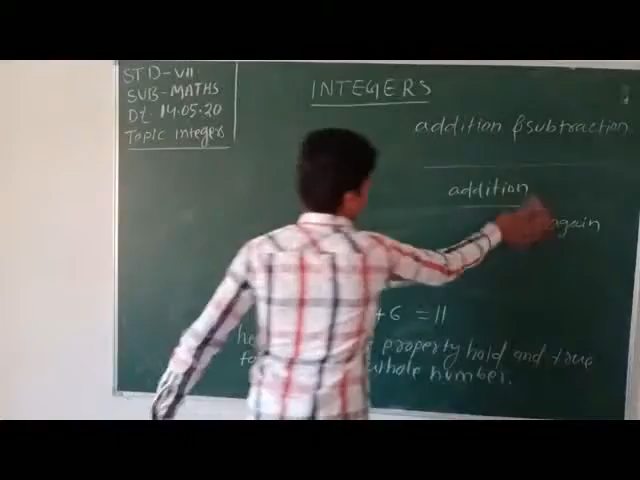 STD-VII
SUB-MATHS
Dt. 14.05.20
Topic integers
INTEGERS
addition & subtraction
addition
again
+ 6 = 11
property hold and true
whole number.